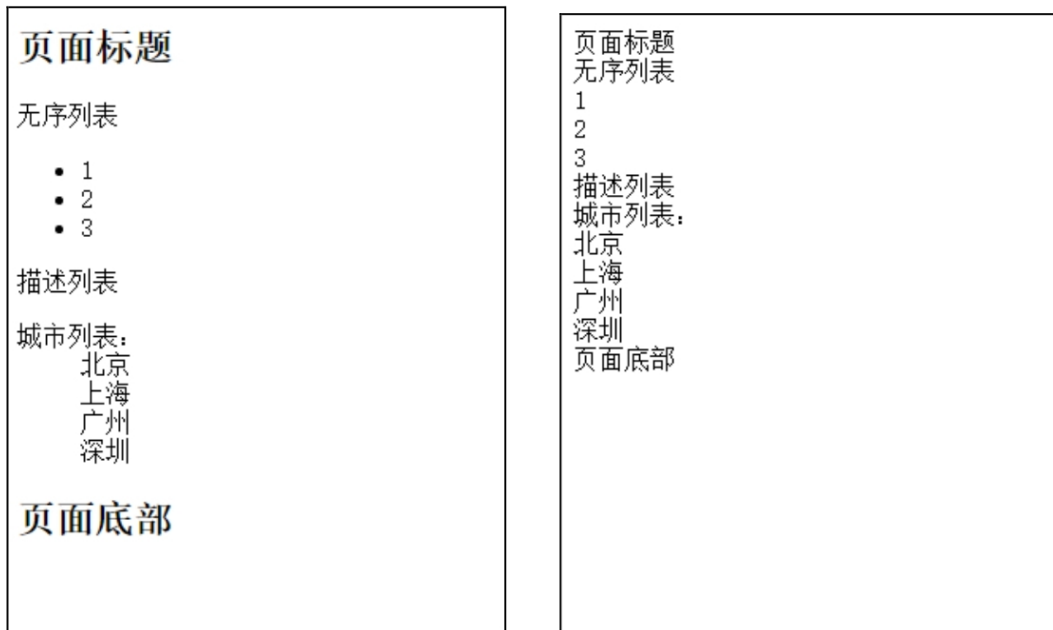 页面标题
无序列表
• 1
• 2
• 3
描述列表
城市列表：
北京
上海
广州
深圳
页面底部
页面标题
无序列表
1
2
3
描述列表
城市列表：
北京
上海
广州
深圳
页面底部